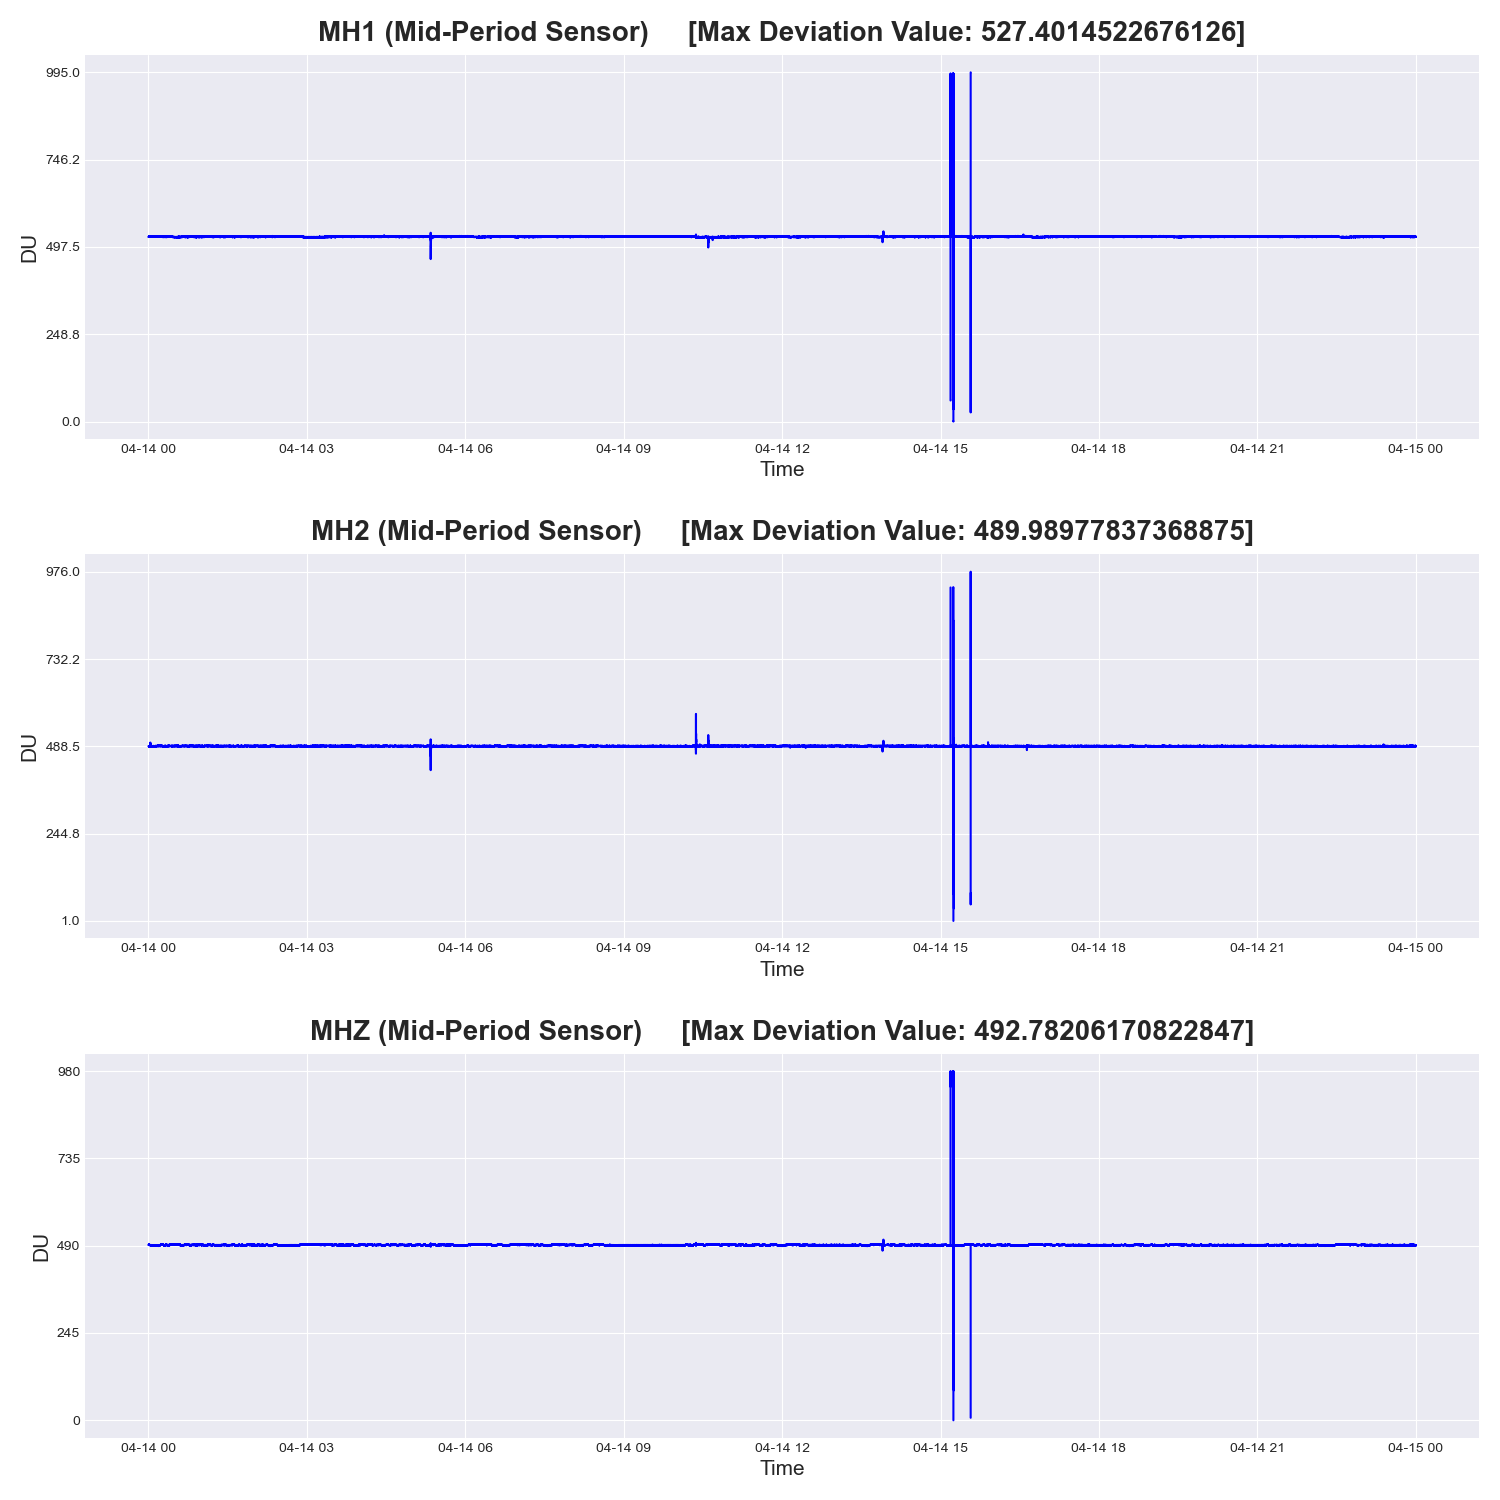 MH1 (Mid-Period Sensor) [Max Deviation Value: 527.4014522676126]
995.0
746.2
497.5
248.8
0.0
DU
04-14 00 04-14 03 04-14 06 04-14 09 04-14 12 04-14 15 04-14 18 04-14 21 04-15 00
Time
MH2 (Mid-Period Sensor) [Max Deviation Value: 489.98977837368875]
976.0
732.2
488.5
244.8
1.0
DU
04-14 00 04-14 03 04-14 06 04-14 09 04-14 12 04-14 15 04-14 18 04-14 21 04-15 00
Time
MHZ (Mid-Period Sensor) [Max Deviation Value: 492.78206170822847]
980
735
490
245
0
DU
04-14 00 04-14 03 04-14 06 04-14 09 04-14 12 04-14 15 04-14 18 04-14 21 04-15 00
Time